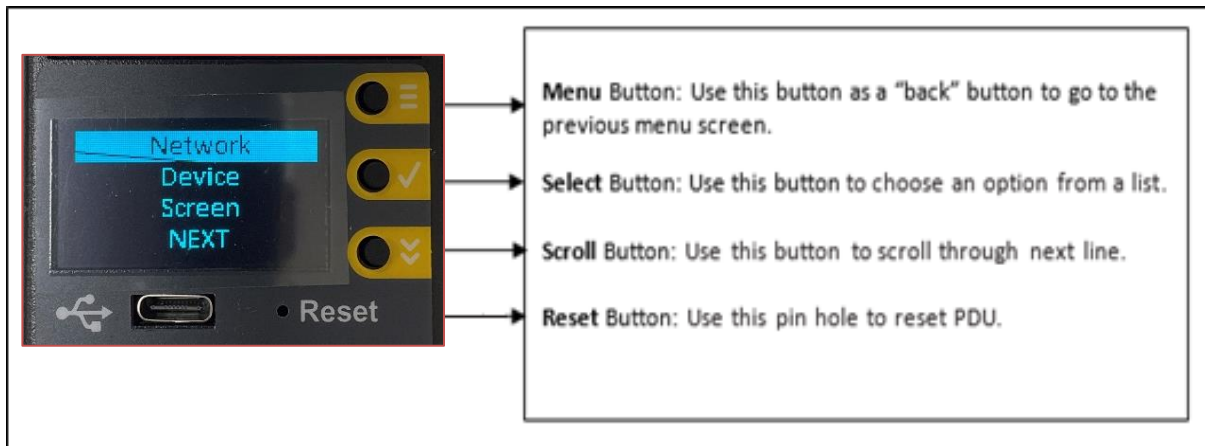 Network
Device
Screen
NEXT
Reset
Menu Button: Use this button as a “back” button to go to the
previous menu screen.
Select Button: Use this button to choose an option from a list.
Scroll Button: Use this button to scroll through next line.
Reset Button: Use this pin hole to reset PDU.